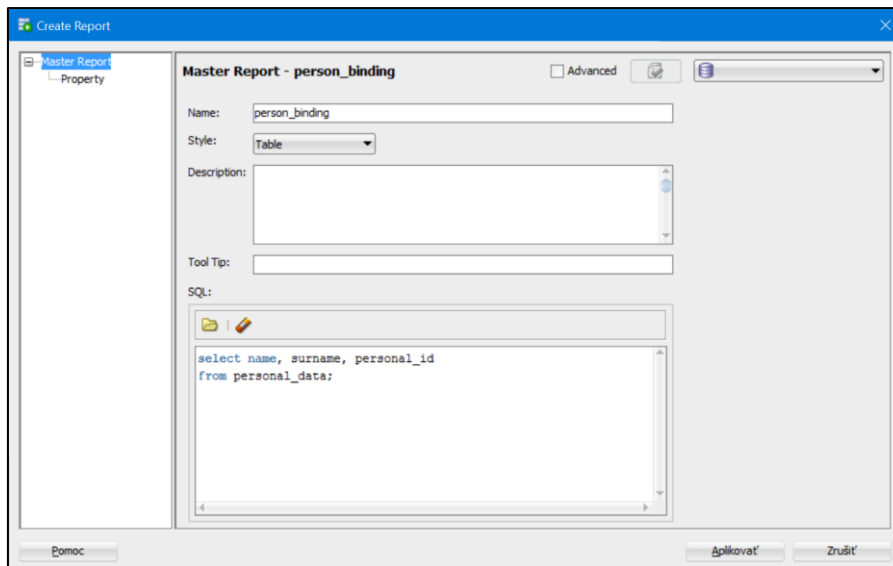 Create Report
Master Report
Property
Master Report - person_binding
Advanced
Name:
person_binding
Style:
Table
Description:
Tool Tip:
SQL:
select name, surname, personal_id
from personal_data;
Pomoc
Aplikovať
Zrušiť